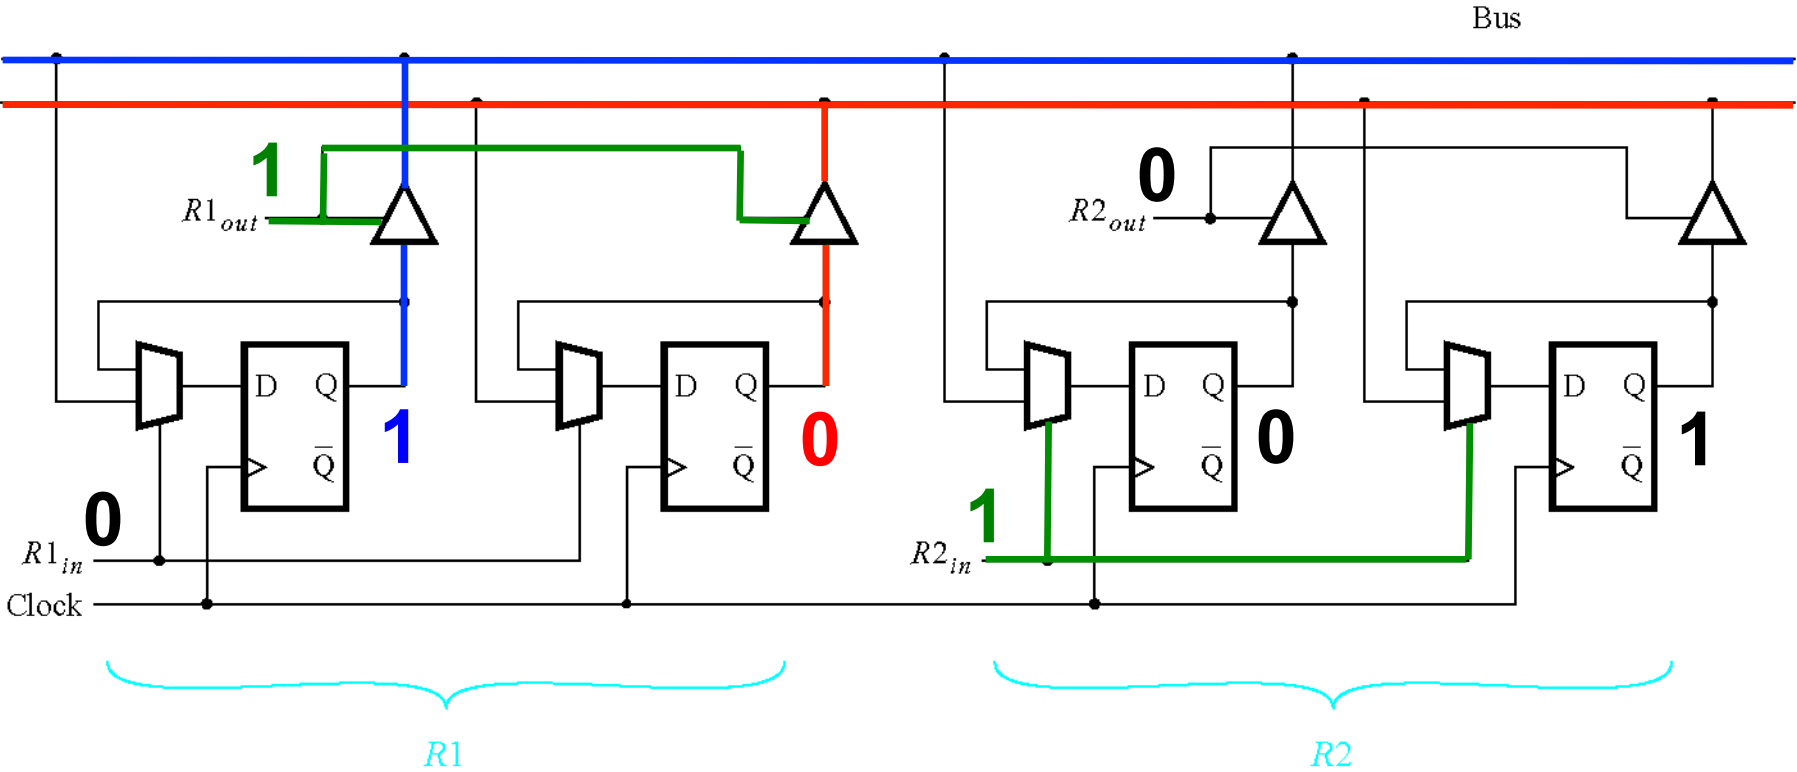 Bus
1
0
R1out
R2out
D Q
D Q
D Q
D Q
1
0
0
1
Q̅
Q̅
Q̅
Q̅
0
1
R1in
R2in
Clock
R1
R2